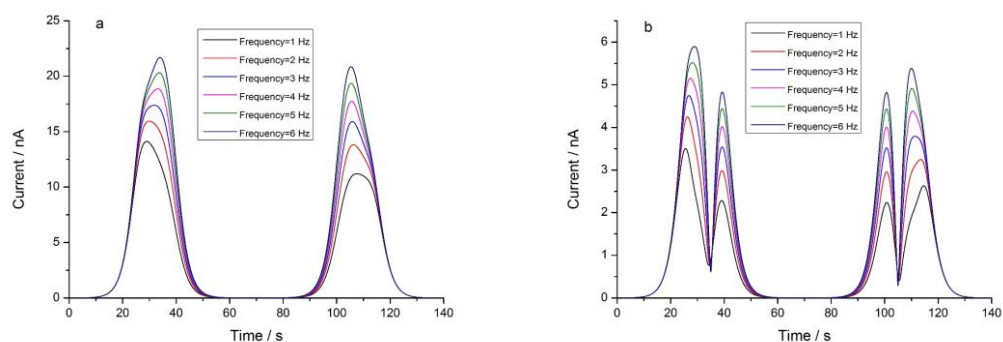 a
25
20
15
10
5
0
Current / nA
Frequency=1 Hz
Frequency=2 Hz
Frequency=3 Hz
Frequency=4 Hz
Frequency=5 Hz
Frequency=6 Hz
0 20 40 60 80 100 120 140
Time / s
b
6
5
4
3
2
1
0
Current / nA
Frequency=1 Hz
Frequency=2 Hz
Frequency=3 Hz
Frequency=4 Hz
Frequency=5 Hz
Frequency=6 Hz
0 20 40 60 80 100 120 140
Time / s